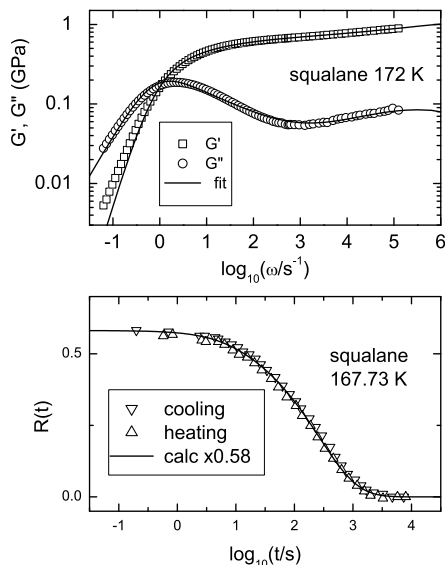 G', G" (GPa)
1
0.1
0.01
squalane 172 K
G'
G"
fit
-1 0 1 2 3 4 5 6
log10(ω/s-1)
R(t)
0.5
0.0
squalane
167.73 K
cooling
heating
calc x0.58
-1 0 1 2 3 4
log10(t/s)